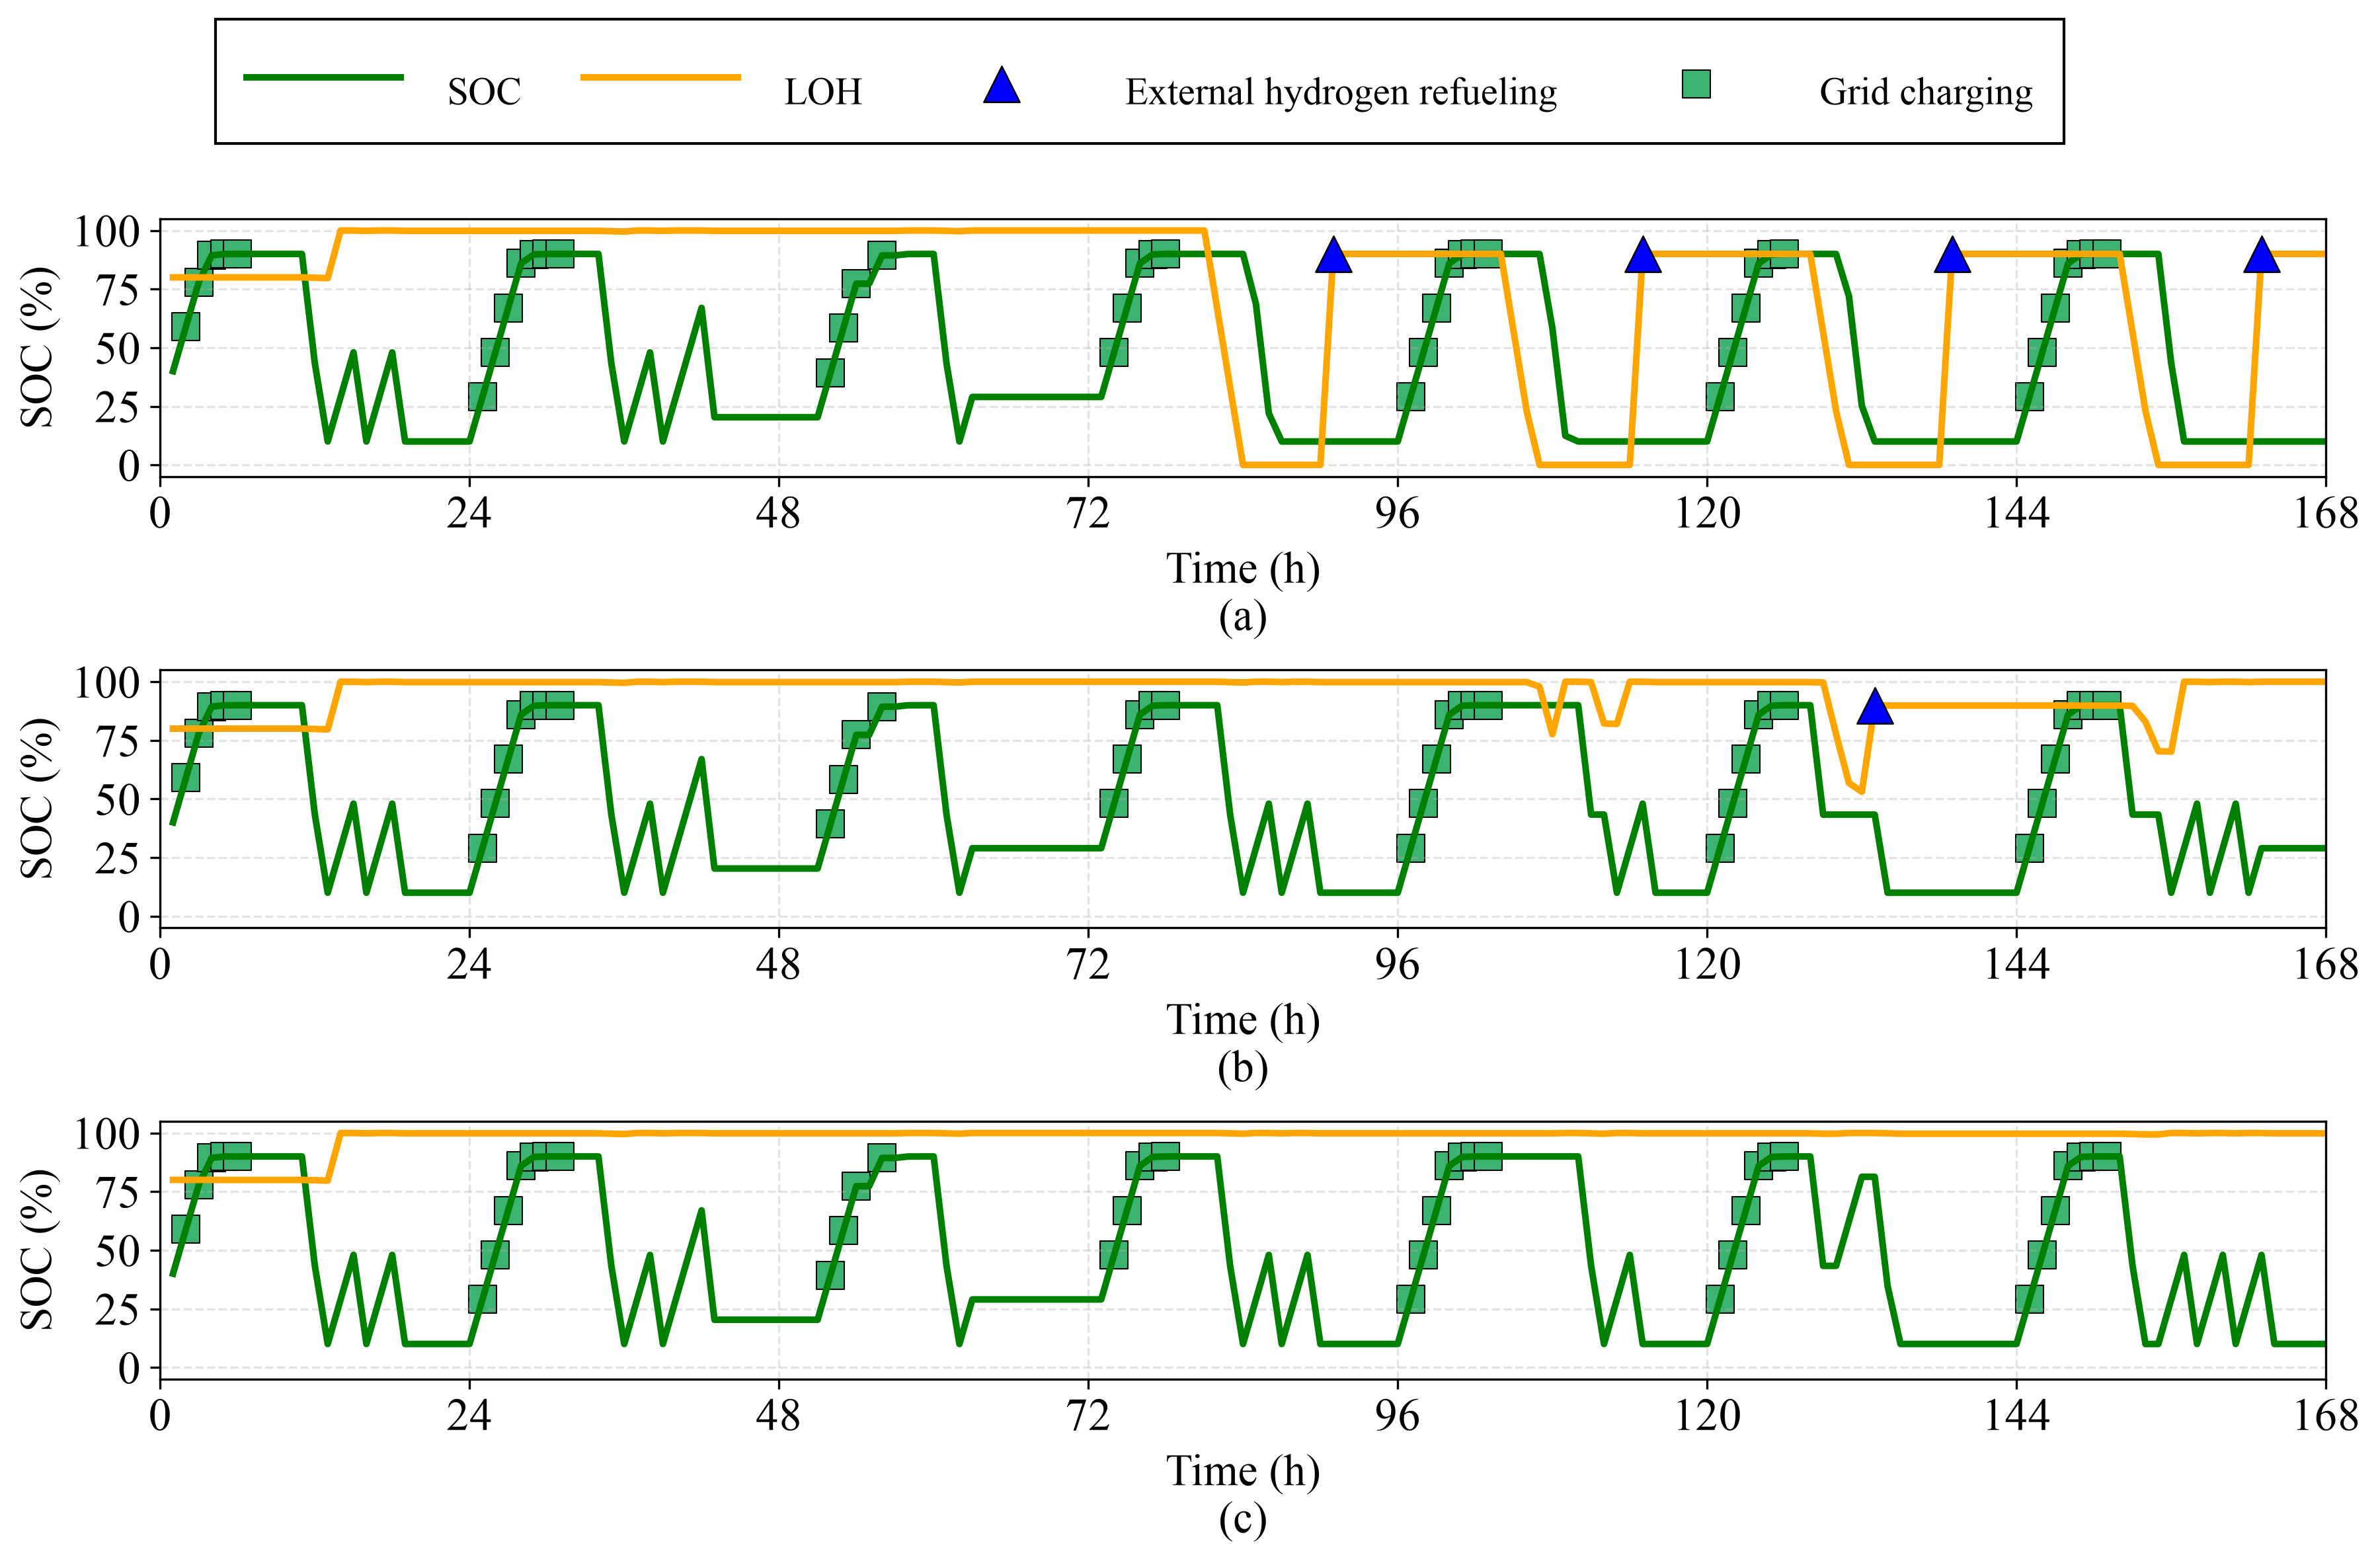 SOC LOH External hydrogen refueling Grid charging
100
75
50
25
0
SOC (%)
0 24 48 72 96 120 144 168
Time (h)
(a)
100
75
50
25
0
SOC (%)
0 24 48 72 96 120 144 168
Time (h)
(b)
100
75
50
25
0
SOC (%)
0 24 48 72 96 120 144 168
Time (h)
(c)